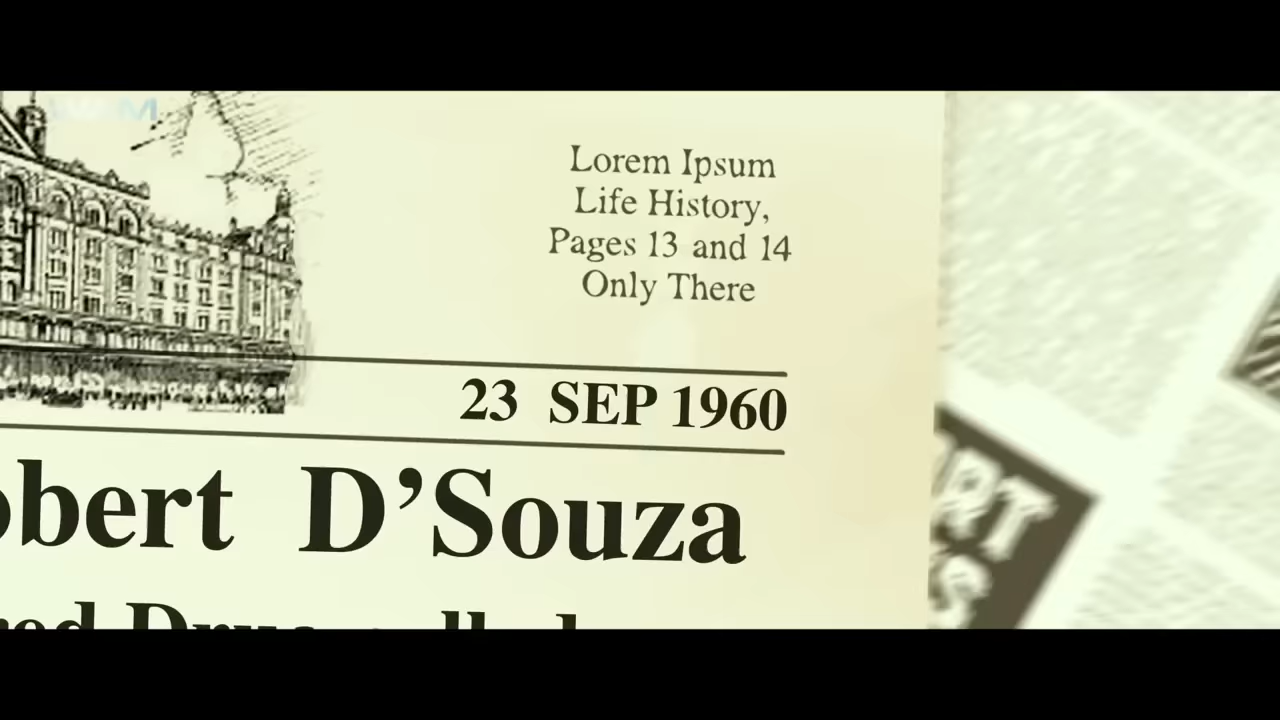 Lorem Ipsum
Life History,
Pages 13 and 14
Only There
23 SEP 1960
obert D'Souza